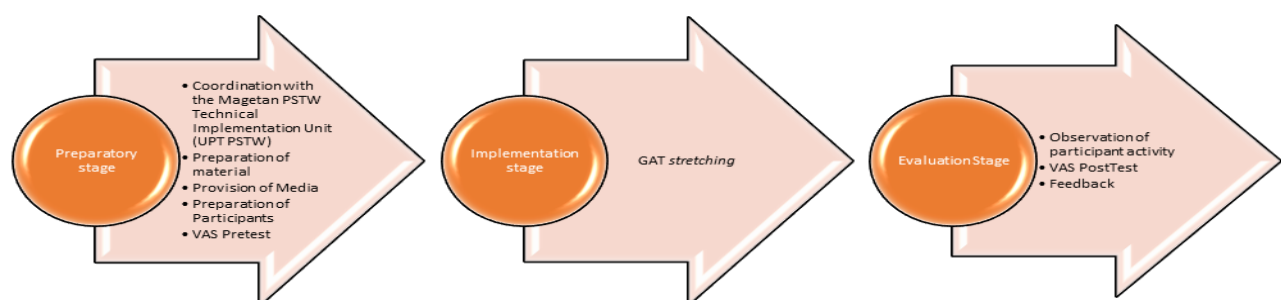 Preparatory
stage
• Coordination with
the Magetan PSTW
Technical
Implementation Unit
(UPT PSTW)
• Preparation of
material
• Provision of Media
• Preparation of
Participants
• VAS Pretest
Implementation
stage
GAT stretching
Evaluation Stage
• Observation of
participant activity
• VAS PostTest
• Feedback